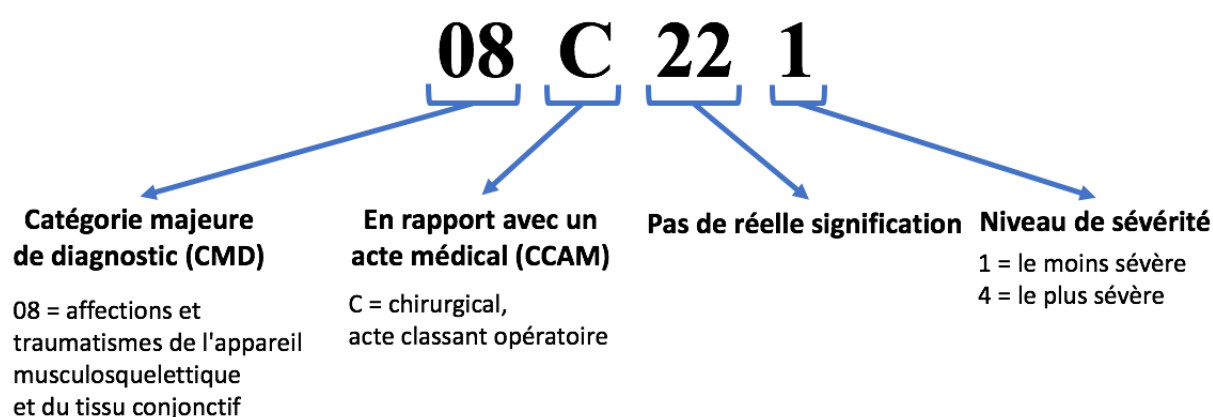 08 C 22 1
Catégorie majeure
de diagnostic (CMD)
08 = affections et
traumatismes de l'appareil
musculosquelettique
et du tissu conjonctif
En rapport avec un
acte médical (CCAM)
C = chirurgical,
acte classant opératoire
Pas de réelle signification
Niveau de sévérité
1 = le moins sévère
4 = le plus sévère